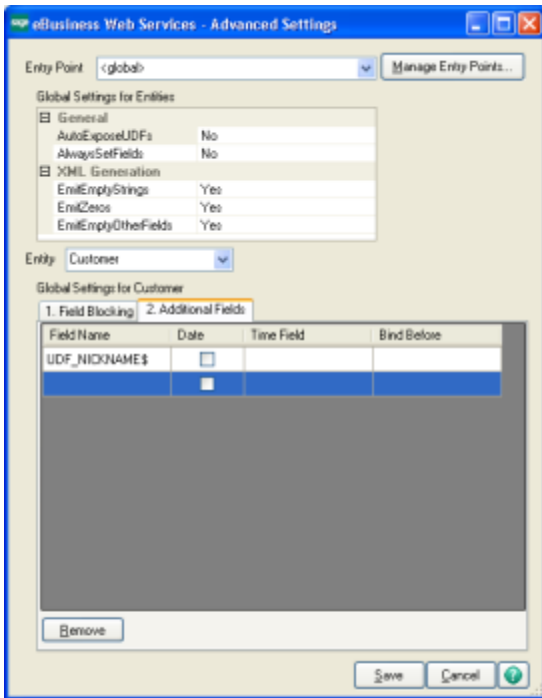 sage eBusiness Web Services - Advanced Settings
Entry Point <global> Manage Entry Points...
Global Settings for Entities
General
AutoExposeUDFs No
AlwaysSetFields No
XML Generation
EmitEmptyStrings Yes
EmitZeros Yes
EmitEmptyOtherFields Yes
Entity Customer
Global Settings for Customer
1. Field Blocking 2. Additional Fields
Field Name Date Time Field Bind Before
UDF_NICKNAME$
Remove
Save Cancel ?